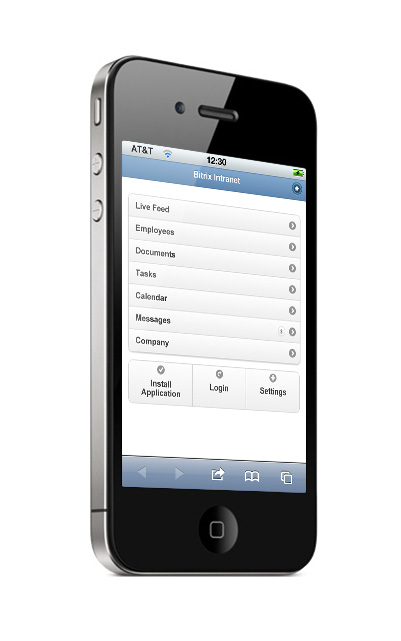 AT&T 12:30
Bitrix Intranet
Live Feed
Employees
Documents
Tasks
Calendar
Messages
Company
Install
Application
Login
Settings